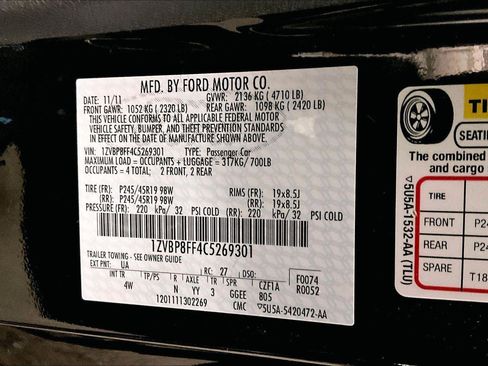 MFD. BY FORD MOTOR CO.
DATE: 11/11 GVWR: 2136 KG ( 4710 LB)
FRONT GAWR: 1052 KG ( 2320 LB) REAR GAWR: 1098 KG ( 2420 LB)
THIS VEHICLE CONFORMS TO ALL APPLICABLE FEDERAL MOTOR
VEHICLE SAFETY, BUMPER, AND THEFT PREVENTION STANDARDS IN
EFFECT ON THE DATE OF MANUFACTURE SHOWN ABOVE.
VIN: 1ZVBP8FF4C5269301 TYPE: Passenger Car
MAXIMUM LOAD = OCCUPANTS + LUGGAGE = 317KG/ 700LB
OCCUPANTS = 4 TOTAL: 2 FRONT, 2 REAR
TIRE (FR): P245/45R19 98W RIMS (FR): 19x8.5J
(RR): P245/45R19 98W (RR): 19x8.5J
PRESSURE (FR): 220 kPa/ 32 PSI COLD (RR): 220 kPa/ 32 PSI COLD
1ZVBP8FF4C5269301
TRAILER TOWING - SEE OWNER GUIDE
EXT PNT: UA RC: 27 DSO: F0074
INT TR TP/PS R AXLE TR SPR R0052
4W N YY 3 GGEE CZF1A
B05
1201111302269 CMC ▽5U5A-5420472-AA
TI
SEATIN
The combined
and cargo s
TIRE
FRONT P24
REAR P24
SPARE T18
▽5U5A-1532-AA (TLU)